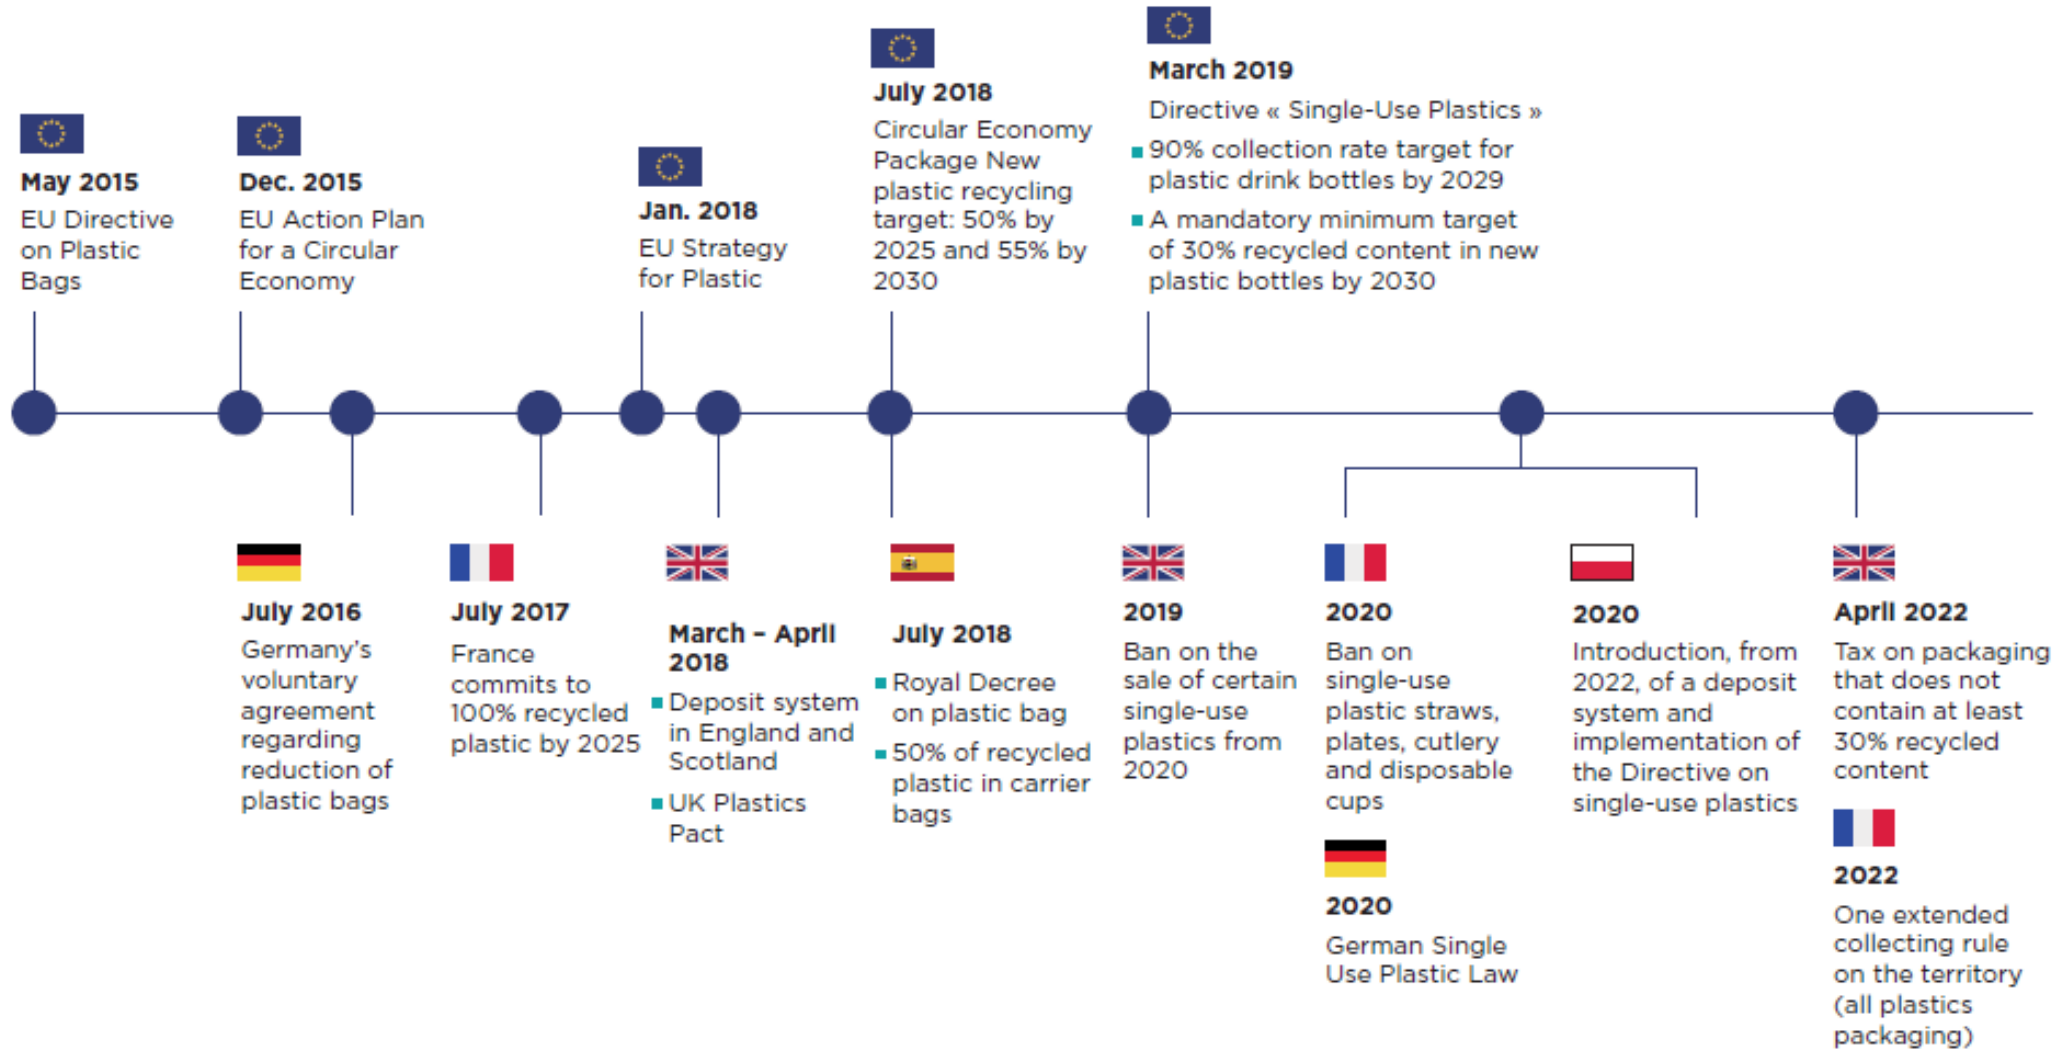 May 2015
EU Directive
on Plastic
Bags
Dec. 2015
EU Action Plan
for a Circular
Economy
Jan. 2018
EU Strategy
for Plastic
July 2018
Circular Economy
Package New
plastic recycling
target: 50% by
2025 and 55% by
2030
March 2019
Directive « Single-Use Plastics »
90% collection rate target for
plastic drink bottles by 2029
A mandatory minimum target
of 30% recycled content in new
plastic bottles by 2030
July 2016
Germany's
voluntary
agreement
regarding
reduction of
plastic bags
July 2017
France
commits to
100% recycled
plastic by 2025
March – April
2018
Deposit system
in England and
Scotland
UK Plastics
Pact
July 2018
Royal Decree
on plastic bag
50% of recycled
plastic in carrier
bags
2019
Ban on the
sale of certain
single-use
plastics from
2020
2020
Ban on
single-use
plastic straws,
plates, cutlery
and disposable
cups
2020
German Single
Use Plastic Law
2020
Introduction, from
2022, of a deposit
system and
implementation of
the Directive on
single-use plastics
April 2022
Tax on packaging
that does not
contain at least
30% recycled
content
2022
One extended
collecting rule
on the territory
(all plastics
packaging)